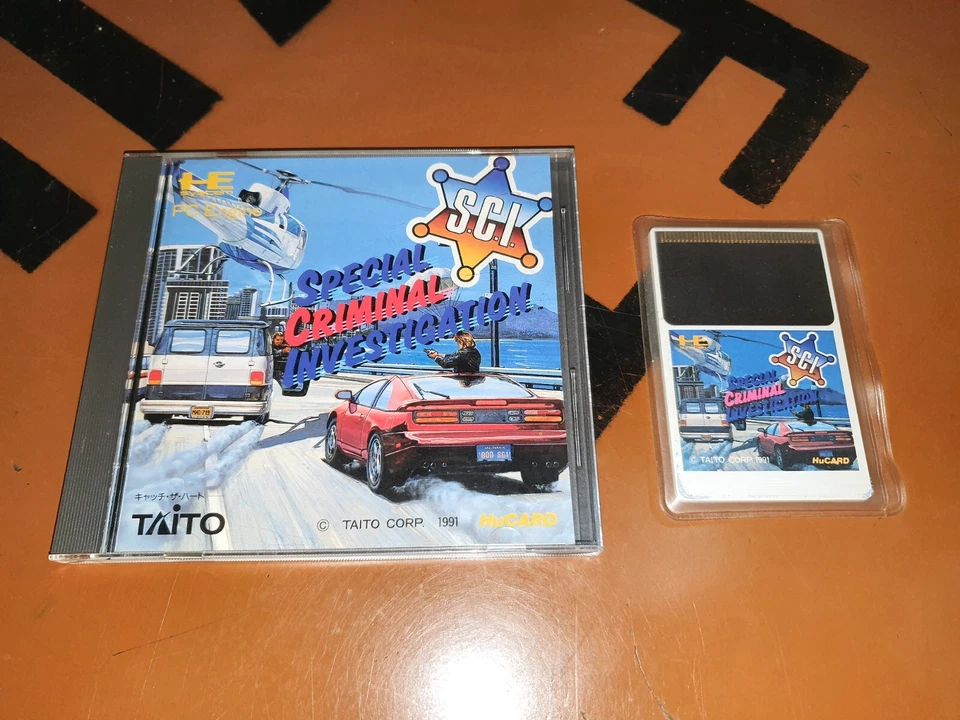 HE
SYSTEM
PC Engine
S.C.I.
SPECIAL
CRIMINAL
INVESTIGATION
キャッチ・ザ・ハート
TAITO
© TAITO CORP. 1991
HuCARD
HE
S.C.I.
SPECIAL
CRIMINAL
INVESTIGATION
© TAITO CORP. 1991
HuCARD